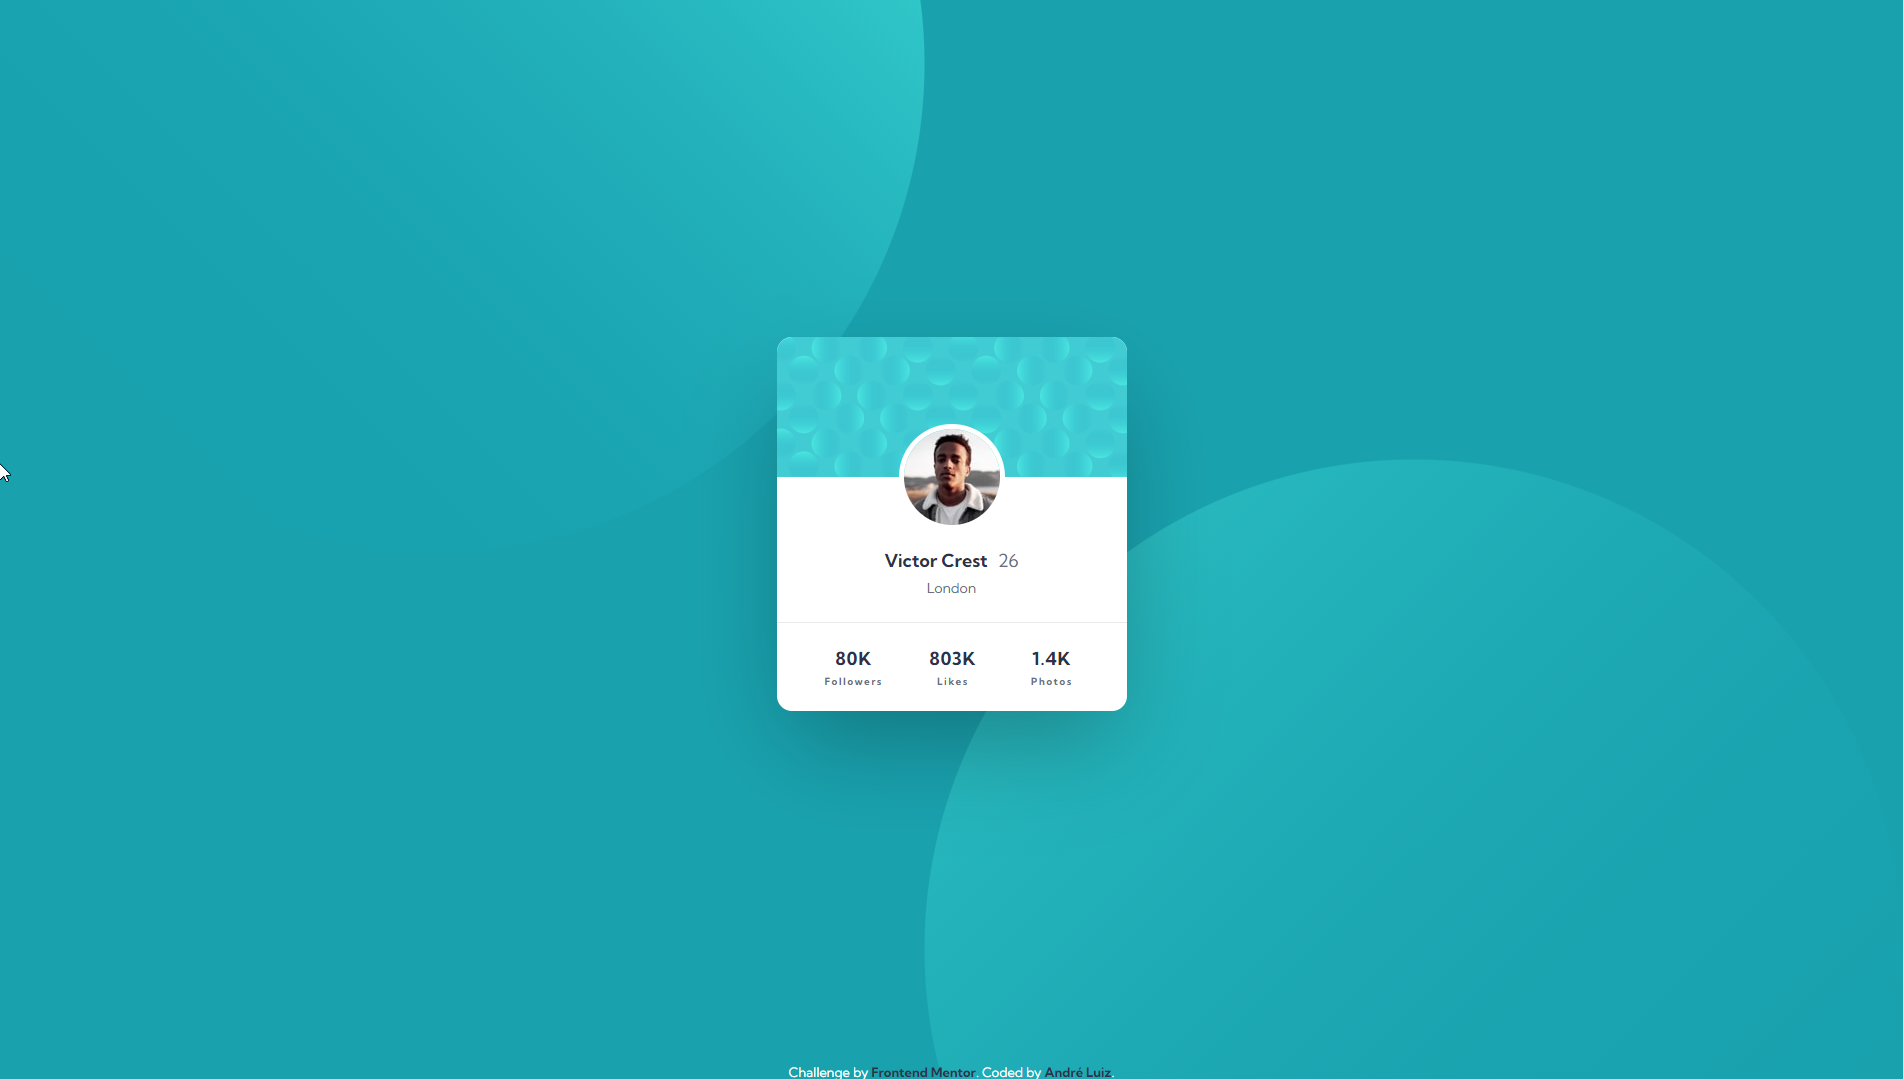 Victor Crest 26
London
80K 803K 1.4K
Followers Likes Photos
Challenge by Frontend Mentor. Coded by André Luiz.